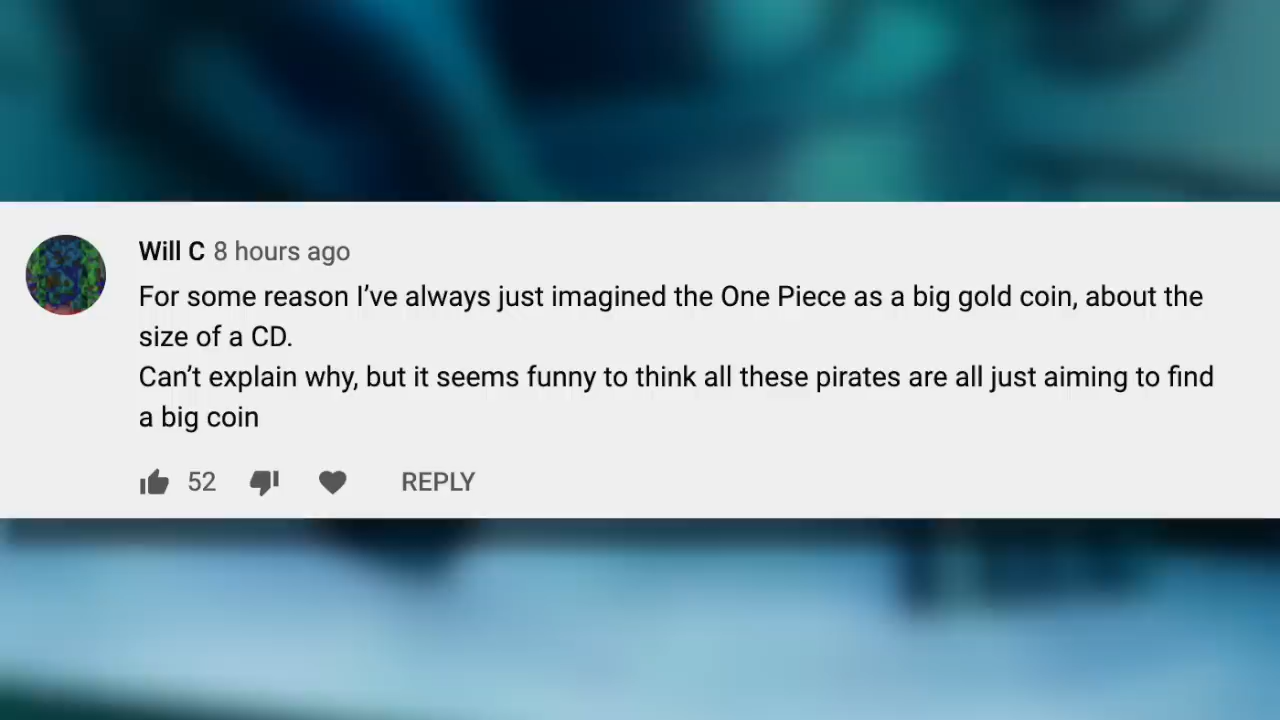 Will C 8 hours ago
For some reason I’ve always just imagined the One Piece as a big gold coin, about the
size of a CD.
Can’t explain why, but it seems funny to think all these pirates are all just aiming to find
a big coin
52 REPLY